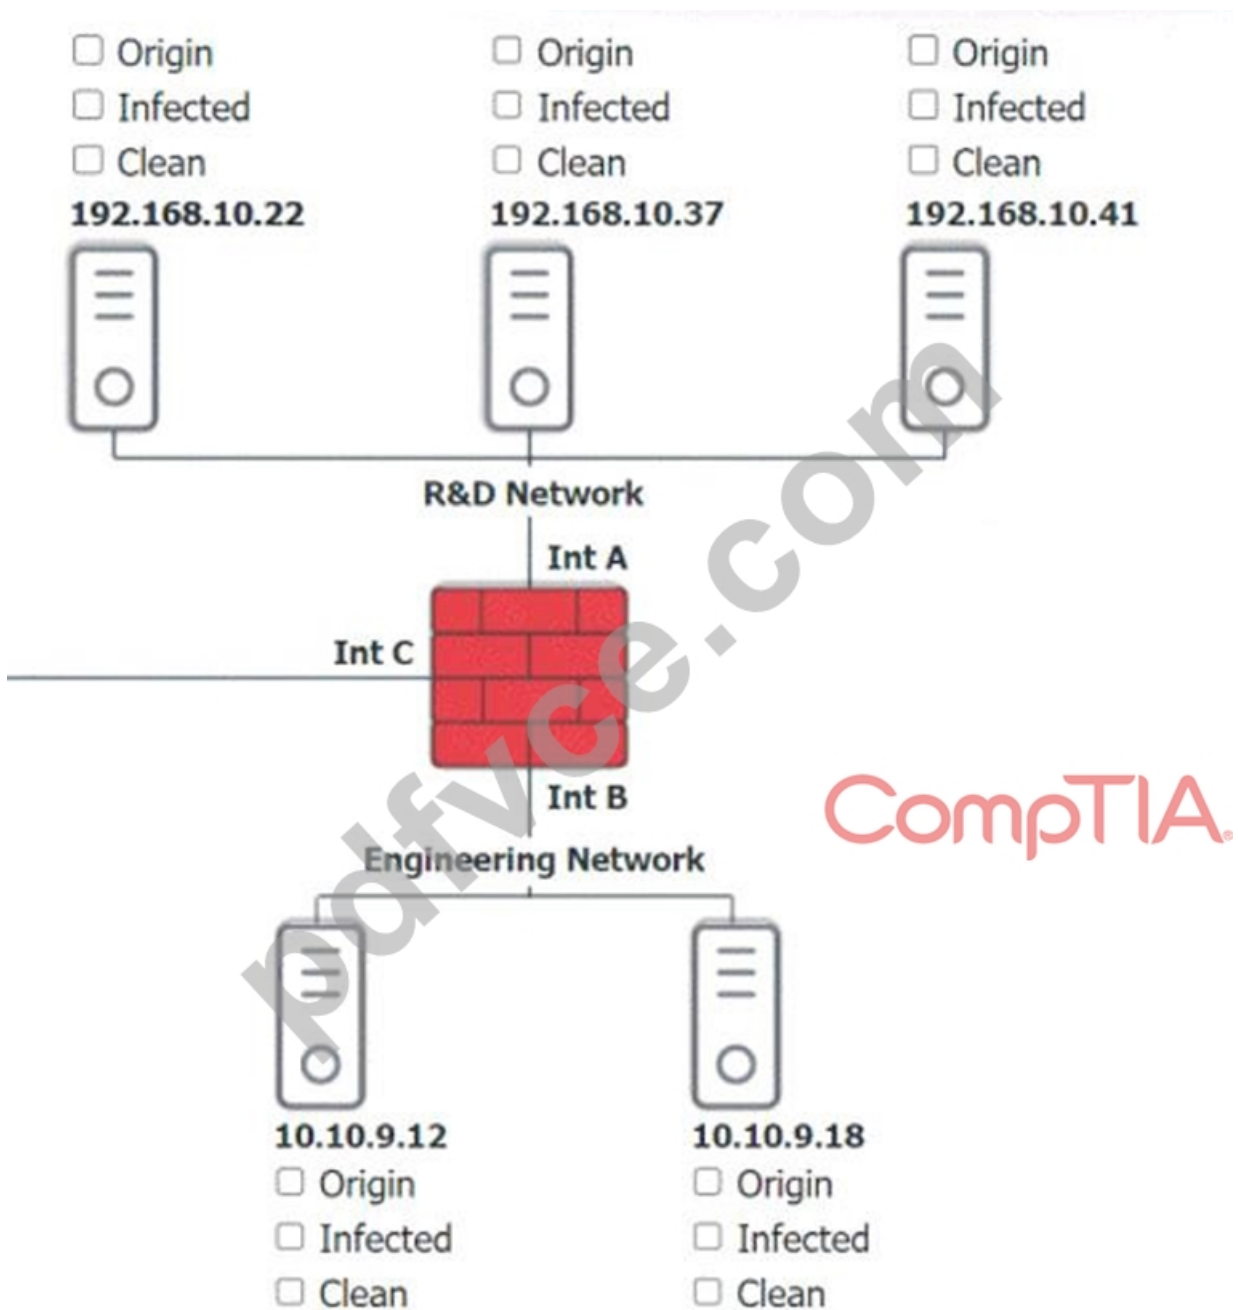 Origin Origin Origin
Infected Infected Infected
Clean Clean Clean
192.168.10.22 192.168.10.37 192.168.10.41
R&D Network
Int A
Int C
Int B
CompTIA®
Engineering Network
pdfvce.com
10.10.9.12 10.10.9.18
Origin Origin
Infected Infected
Clean Clean